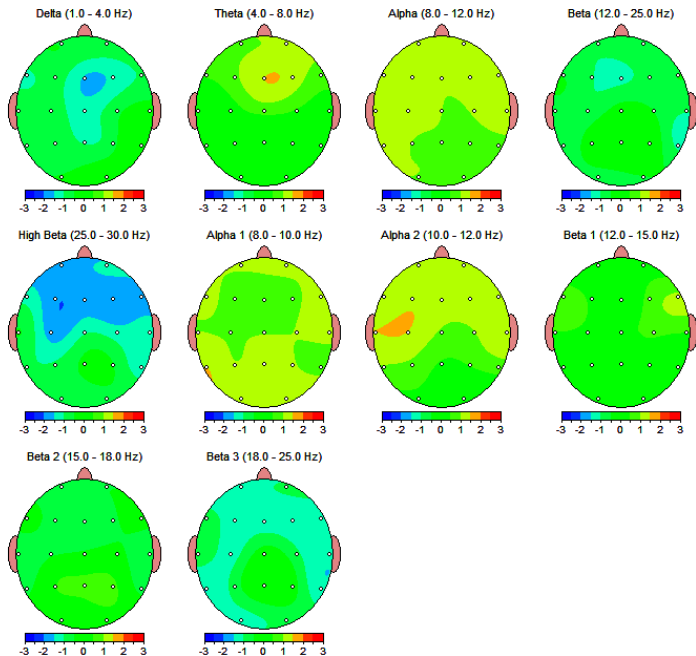 Delta (1.0 - 4.0 Hz) Theta (4.0 - 8.0 Hz) Alpha (8.0 - 12.0 Hz) Beta (12.0 - 25.0 Hz)
-3 -2 -1 0 1 2 3 -3 -2 -1 0 1 2 3 -3 -2 -1 0 1 2 3 -3 -2 -1 0 1 2 3
High Beta (25.0 - 30.0 Hz) Alpha 1 (8.0 - 10.0 Hz) Alpha 2 (10.0 - 12.0 Hz) Beta 1 (12.0 - 15.0 Hz)
-3 -2 -1 0 1 2 3 -3 -2 -1 0 1 2 3 -3 -2 -1 0 1 2 3 -3 -2 -1 0 1 2 3
Beta 2 (15.0 - 18.0 Hz) Beta 3 (18.0 - 25.0 Hz)
-3 -2 -1 0 1 2 3 -3 -2 -1 0 1 2 3